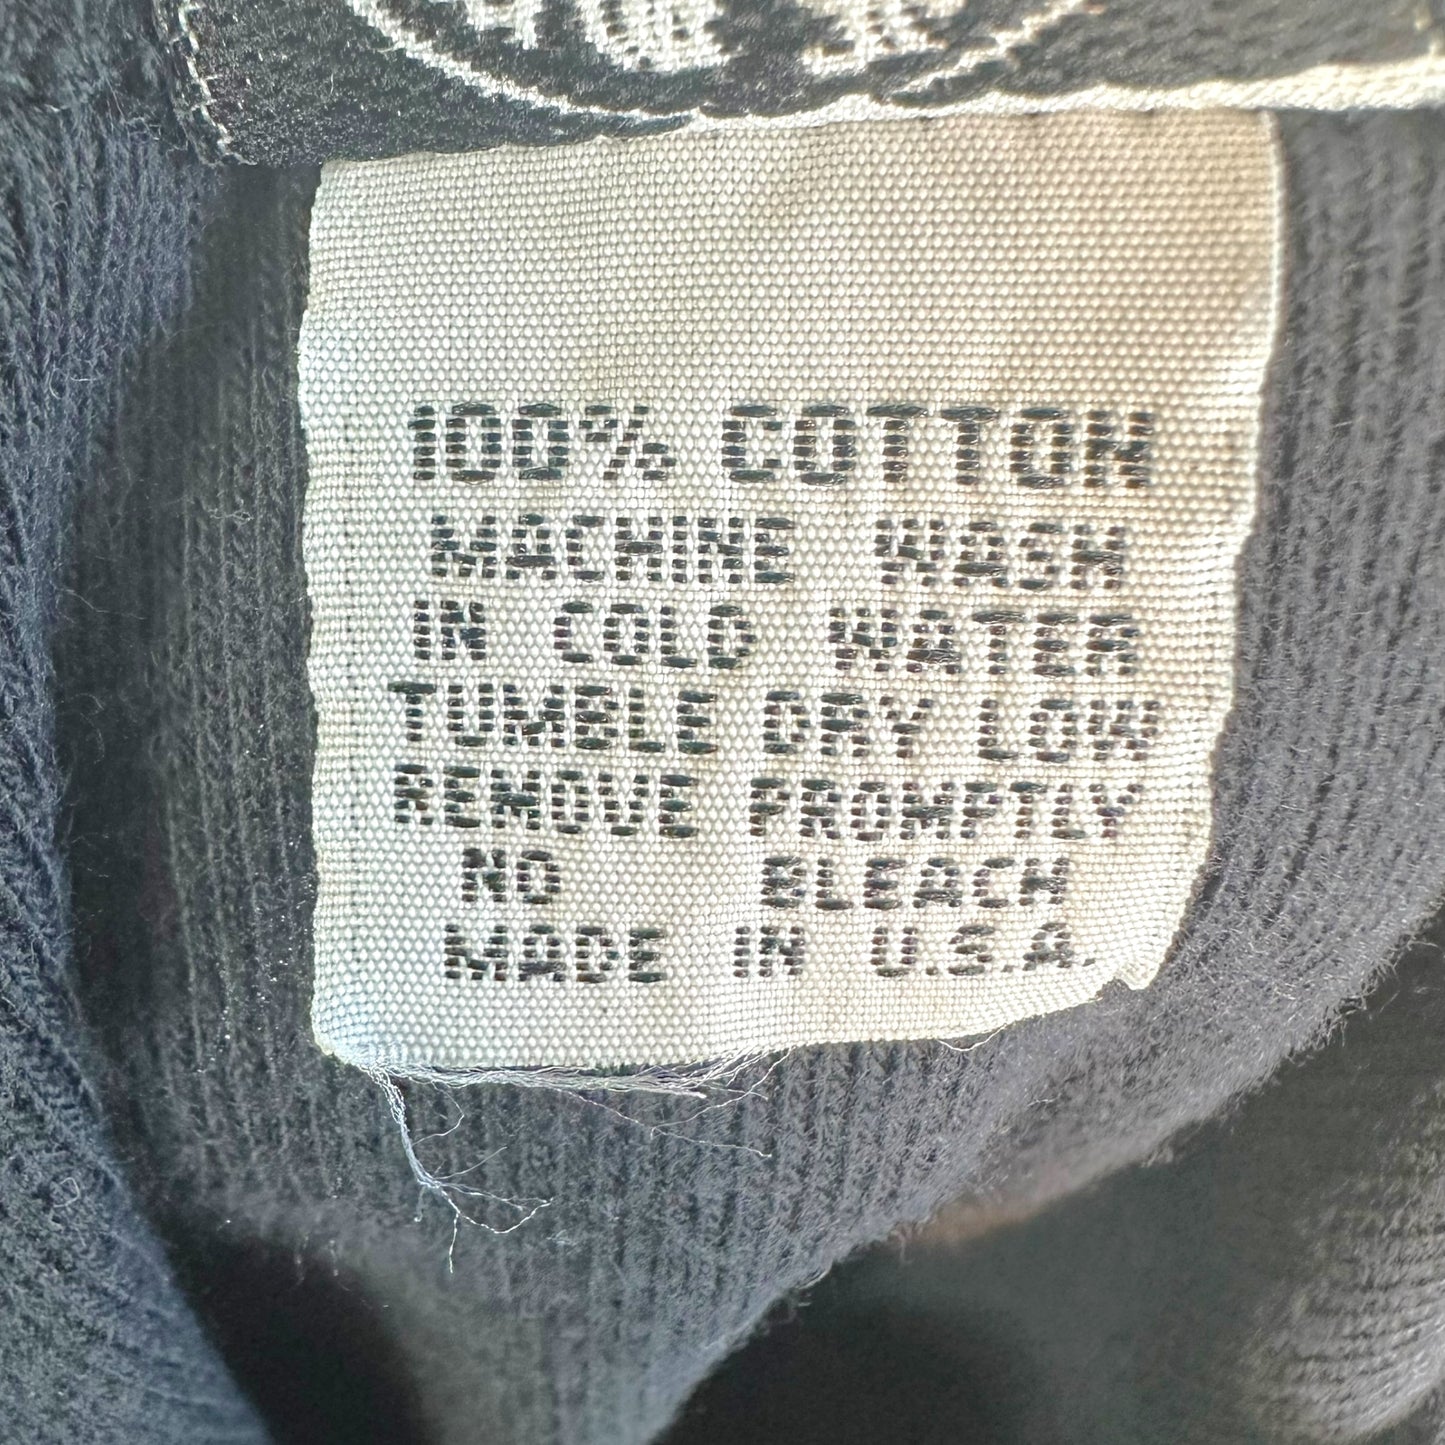 100% COTTON
MACHINE WASH
IN COLD WATER
TUMBLE DRY LOW
REMOVE PROMPTLY
NO BLEACH
MADE IN U.S.A.